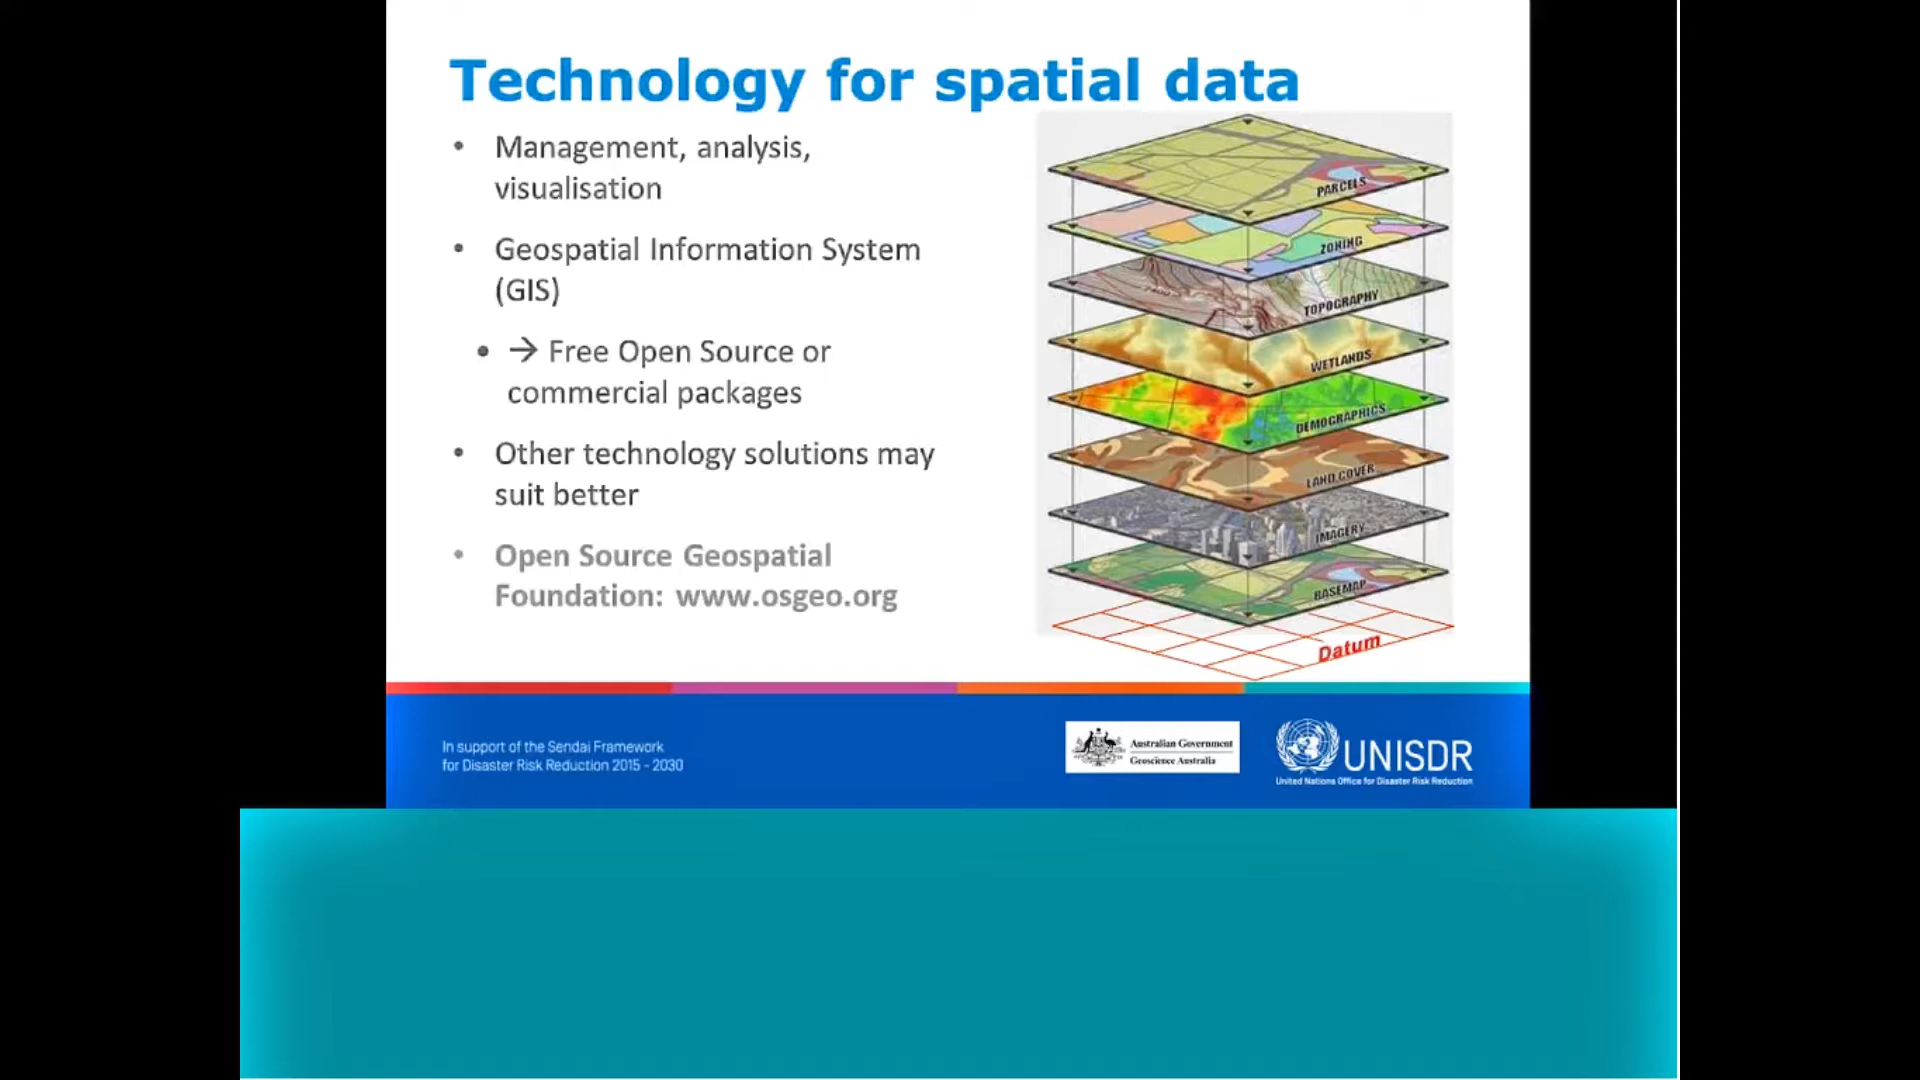 Technology for spatial data
• Management, analysis,
visualisation
• Geospatial Information System
(GIS)
• → Free Open Source or
commercial packages
• Other technology solutions may
suit better
• Open Source Geospatial
Foundation: www.osgeo.org
PARCELS
ZONING
TOPOGRAPHY
WETLANDS
DEMOGRAPHICS
LAND COVER
IMAGERY
BASEMAP
Datum
In support of the Sendai Framework
for Disaster Risk Reduction 2015 - 2030
Australian Government
Geoscience Australia
UNISDR
United Nations Office for Disaster Risk Reduction